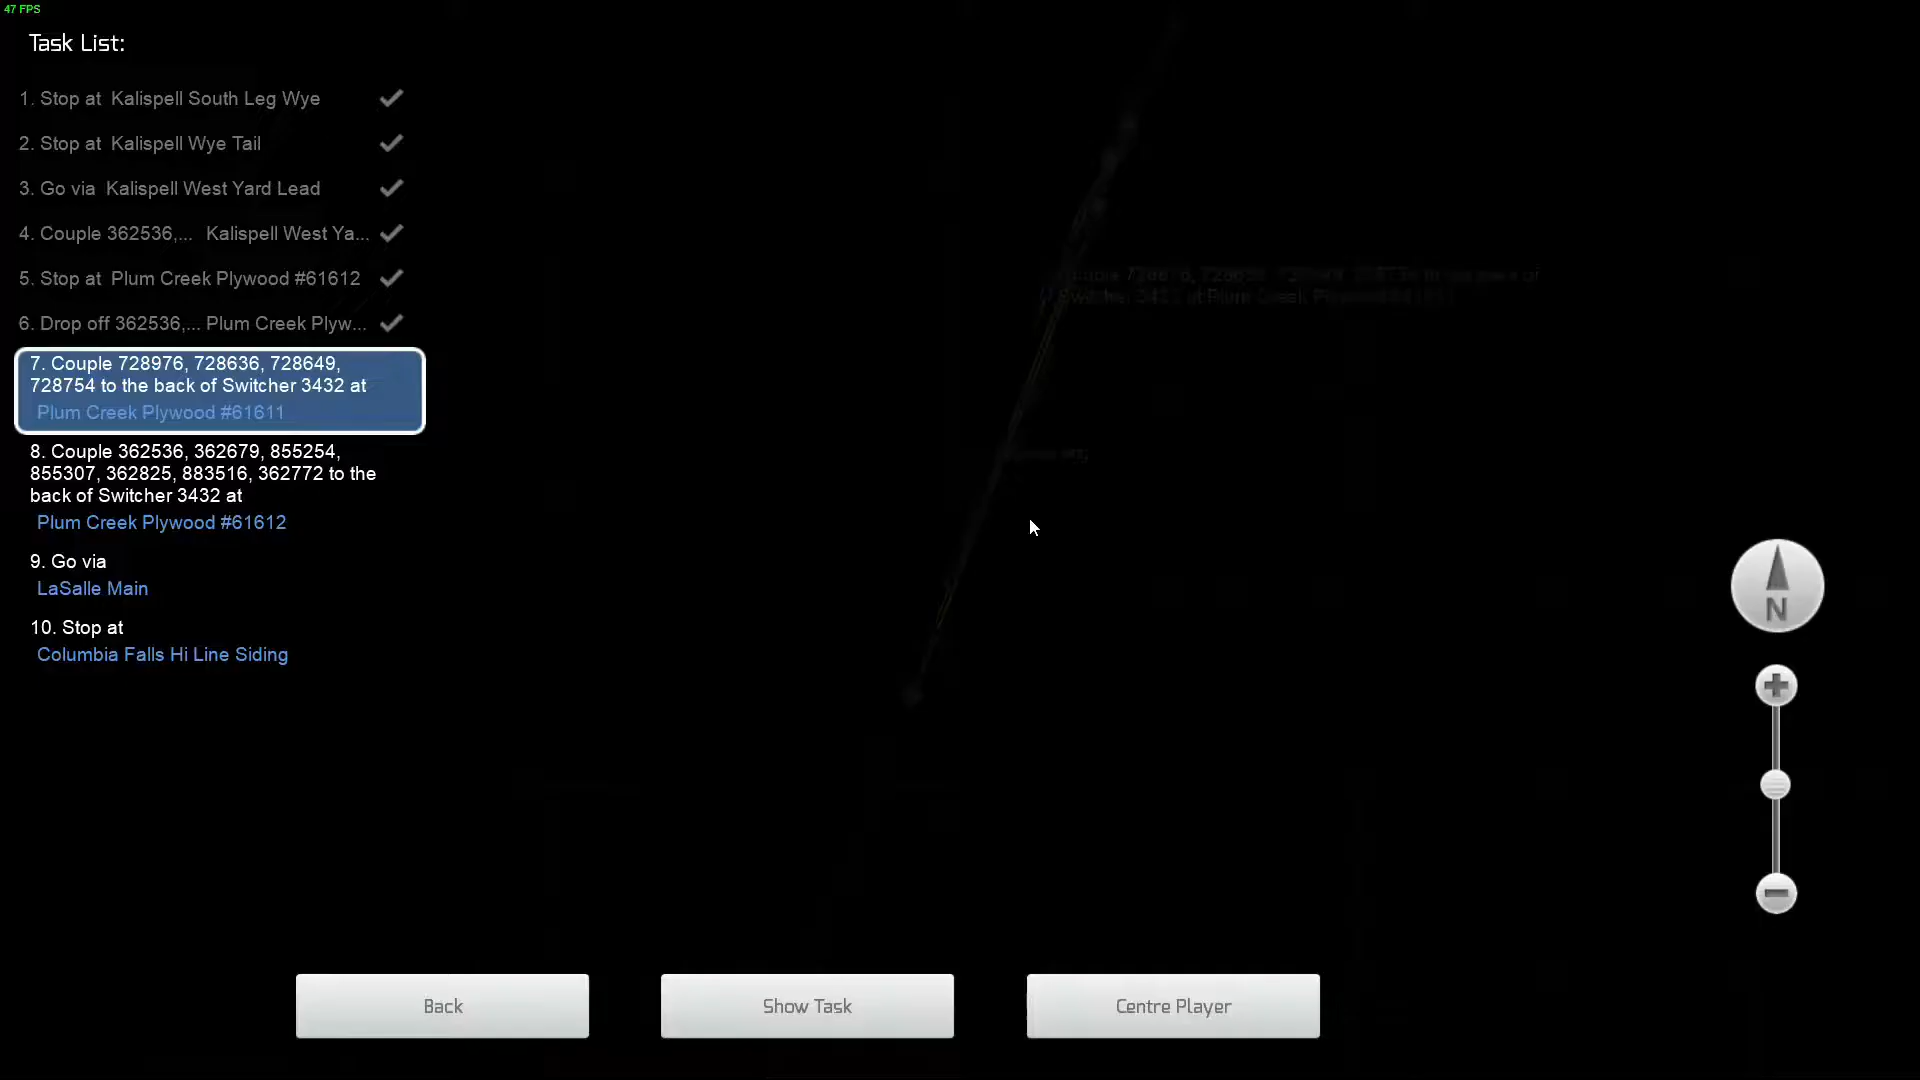 47 FPS
Task List:
1. Stop at Kalispell South Leg Wye
2. Stop at Kalispell Wye Tail
3. Go via Kalispell West Yard Lead
4. Couple 362536,... Kalispell West Ya...
5. Stop at Plum Creek Plywood #61612
6. Drop off 362536,... Plum Creek Plyw...
7. Couple 728976, 728636, 728649,
728754 to the back of Switcher 3432 at
Plum Creek Plywood #61611
8. Couple 362536, 362679, 855254,
855307, 362825, 883516, 362772 to the
back of Switcher 3432 at
Plum Creek Plywood #61612
9. Go via
LaSalle Main
10. Stop at
Columbia Falls Hi Line Siding
N
Back
Show Task
Centre Player